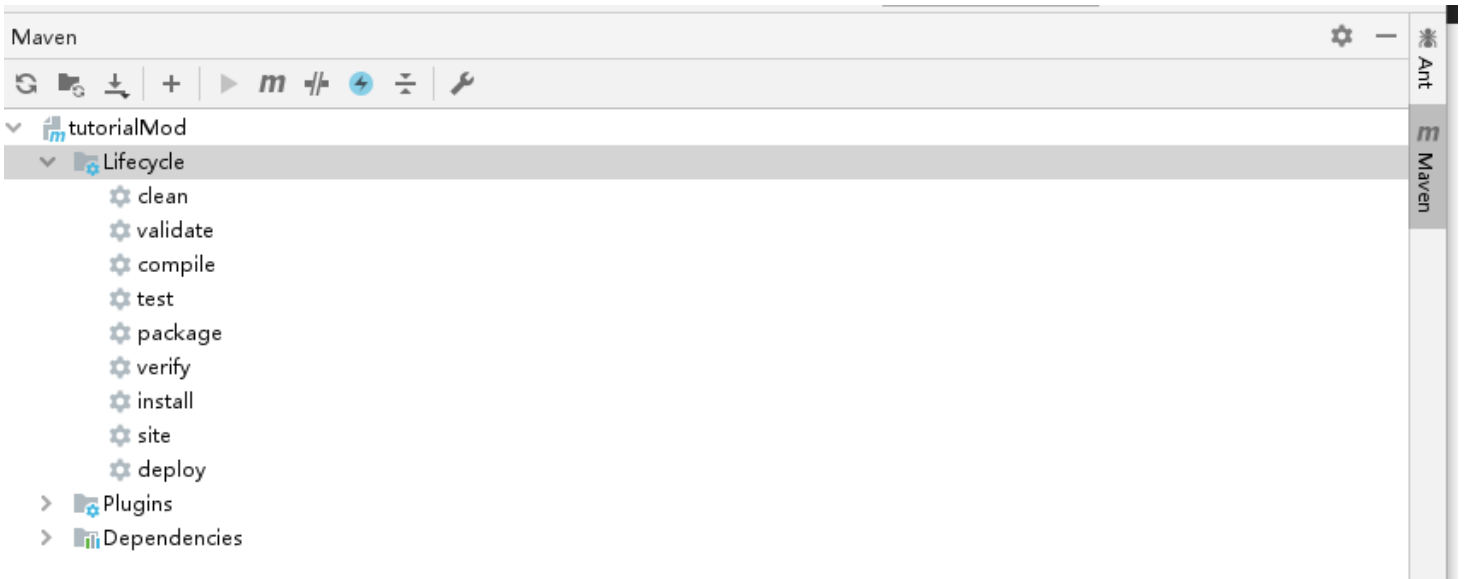 Maven
m
tutorialMod
Lifecycle
clean
validate
compile
test
package
verify
install
site
deploy
Plugins
Dependencies
Ant
m Maven